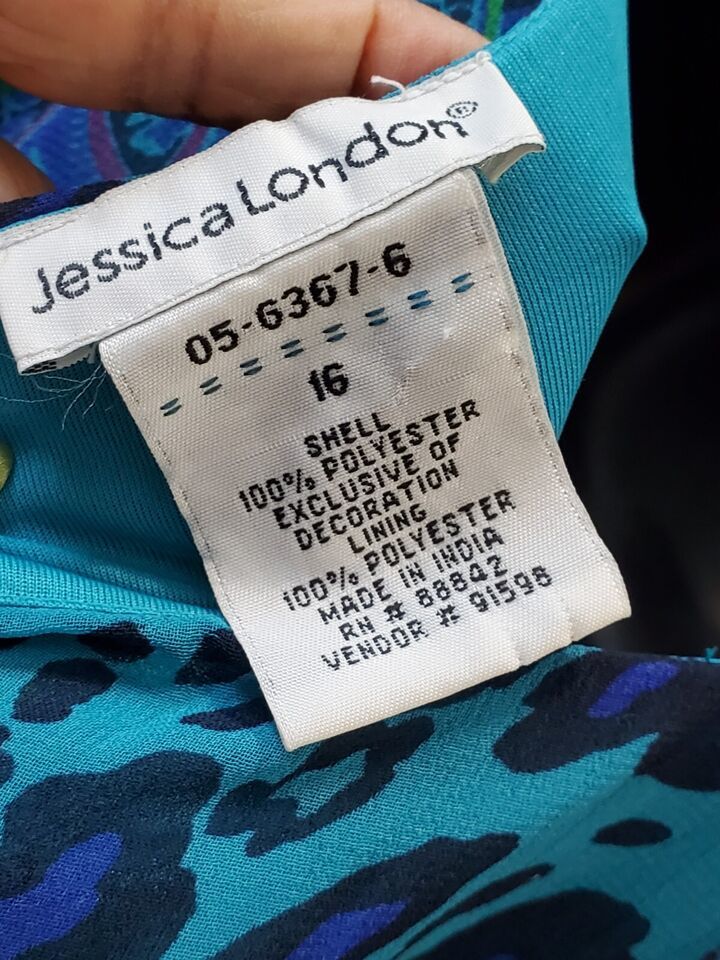 Jessica London®
05-6367-6
= = = = = = = =
16
SHELL
100% POLYESTER
EXCLUSIVE OF
DECORATION
LINING
100% POLYESTER
MADE IN INDIA
RN # 88842
VENDOR # 91598